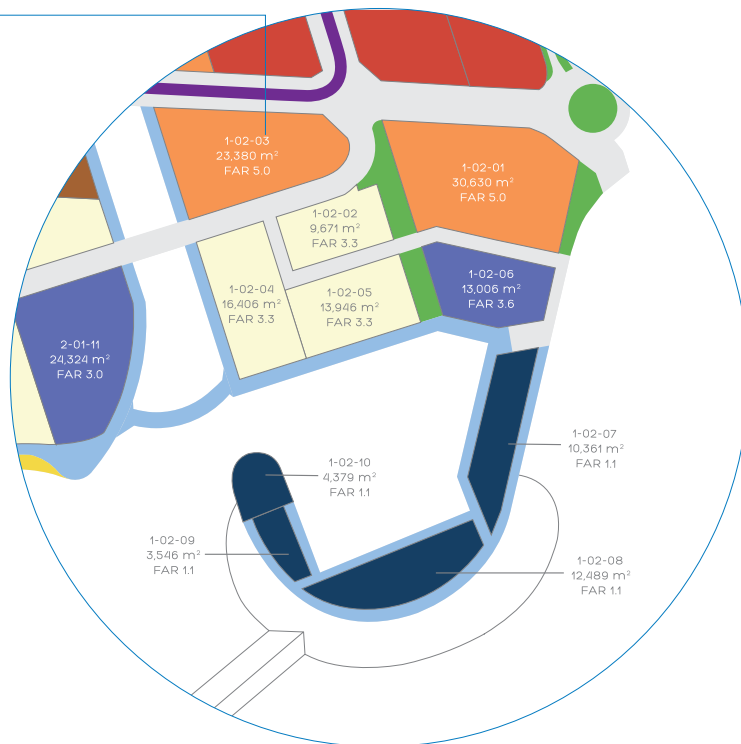 1-02-03
23,380 m²
FAR 5.0
1-02-01
30,630 m²
FAR 5.0
1-02-02
9,671 m²
FAR 3.3
1-02-06
13,006 m²
FAR 3.6
1-02-04
16,406 m²
FAR 3.3
1-02-05
13,946 m²
FAR 3.3
2-01-11
24,324 m²
FAR 3.0
1-02-07
10,361 m²
FAR 1.1
1-02-10
4,379 m²
FAR 1.1
1-02-09
3,546 m²
FAR 1.1
1-02-08
12,489 m²
FAR 1.1